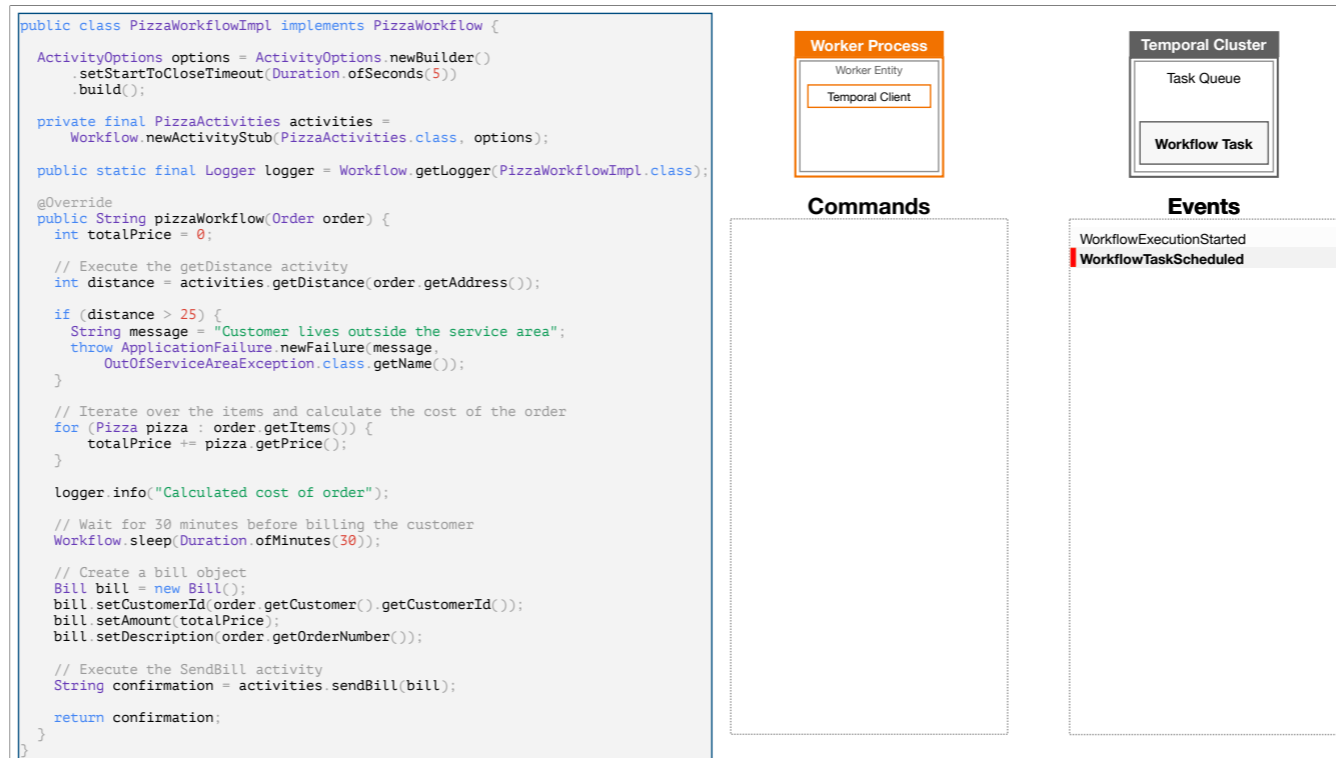 public class PizzaWorkflowImpl implements PizzaWorkflow {
ActivityOptions options = ActivityOptions.newBuilder()
.setStartToCloseTimeout(Duration.ofSeconds(5))
.build();
private final PizzaActivities activities =
Workflow.newActivityStub(PizzaActivities.class, options);
public static final Logger logger = Workflow.getLogger(PizzaWorkflowImpl.class);
@Override
public String pizzaWorkflow(Order order) {
int totalPrice = 0;
// Execute the getDistance activity
int distance = activities.getDistance(order.getAddress());
if (distance > 25) {
String message = "Customer lives outside the service area";
throw ApplicationFailure.newFailure(message,
OutOfServiceAreaException.class.getName());
}
// Iterate over the items and calculate the cost of the order
for (Pizza pizza : order.getItems()) {
totalPrice += pizza.getPrice();
}
logger.info("Calculated cost of order");
// Wait for 30 minutes before billing the customer
Workflow.sleep(Duration.ofMinutes(30));
// Create a bill object
Bill bill = new Bill();
bill.setCustomerId(order.getCustomer().getCustomerId());
bill.setAmount(totalPrice);
bill.setDescription(order.getOrderNumber());
// Execute the SendBill activity
String confirmation = activities.sendBill(bill);
return confirmation;
}
}
Worker Process
Worker Entity
Temporal Client
Temporal Cluster
Task Queue
Workflow Task
Commands
Events
WorkflowExecutionStarted
WorkflowTaskScheduled